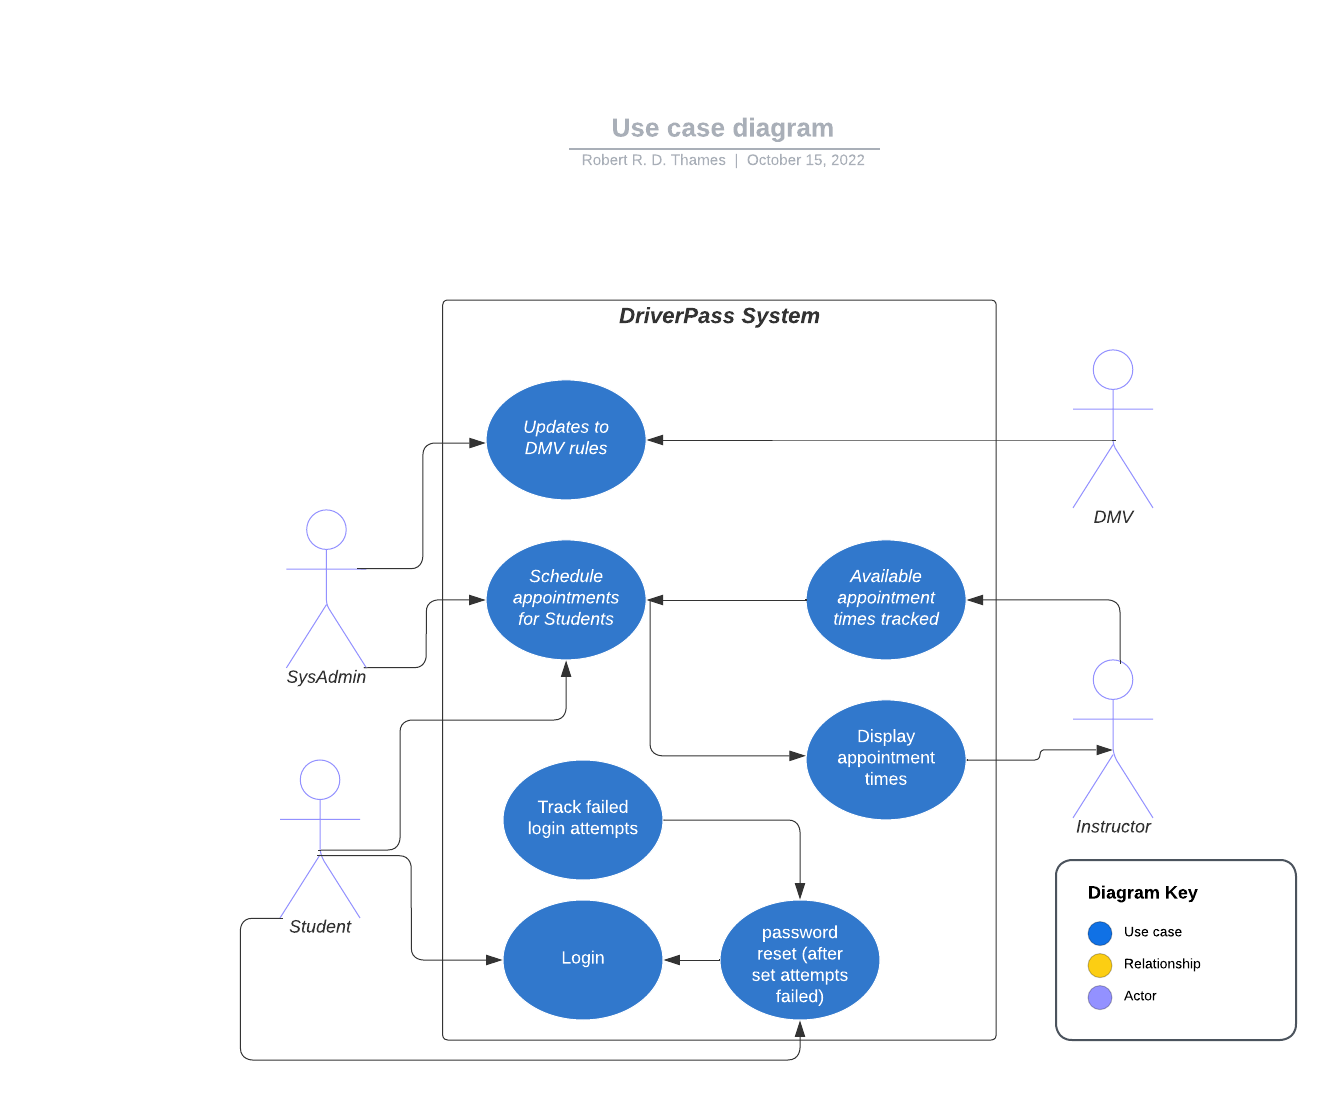 Use case diagram
Robert R. D. Thames | October 15, 2022
DriverPass System
Updates to
DMV rules
DMV
Schedule
appointments
for Students
Available
appointment
times tracked
SysAdmin
Display
appointment
times
Track failed
login attempts
Instructor
Student
Login
password
reset (after
set attempts
failed)
Diagram Key
Use case
Relationship
Actor